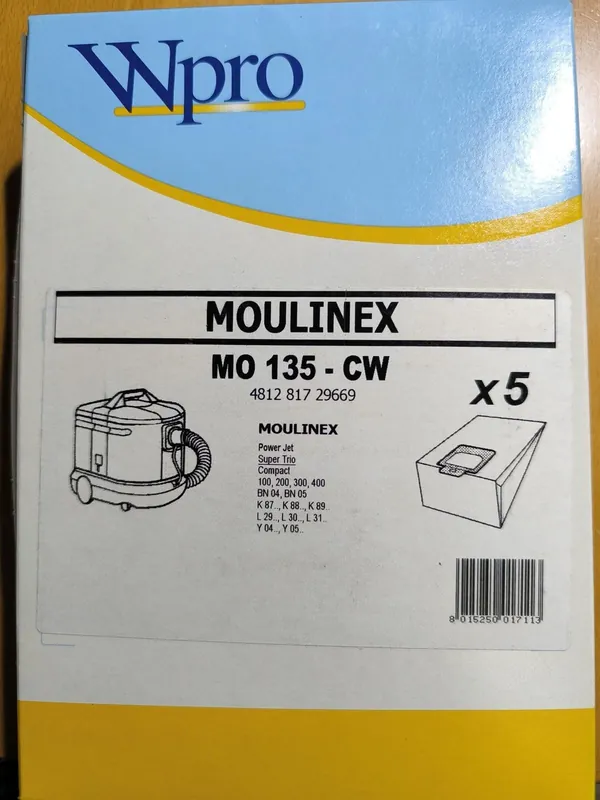 Wpro
MOULINEX
MO 135 - CW
4812 817 29669
x5
MOULINEX
Power Jet
Super Trio
Compact
100, 200, 300, 400
BN 04, BN 05
K 87.., K 88.., K 89..
L 29.., L 30.., L 31..
Y 04.., Y 05..
8 015250 017113